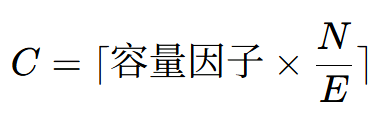 C = ⌈容量因子 × N/E⌉